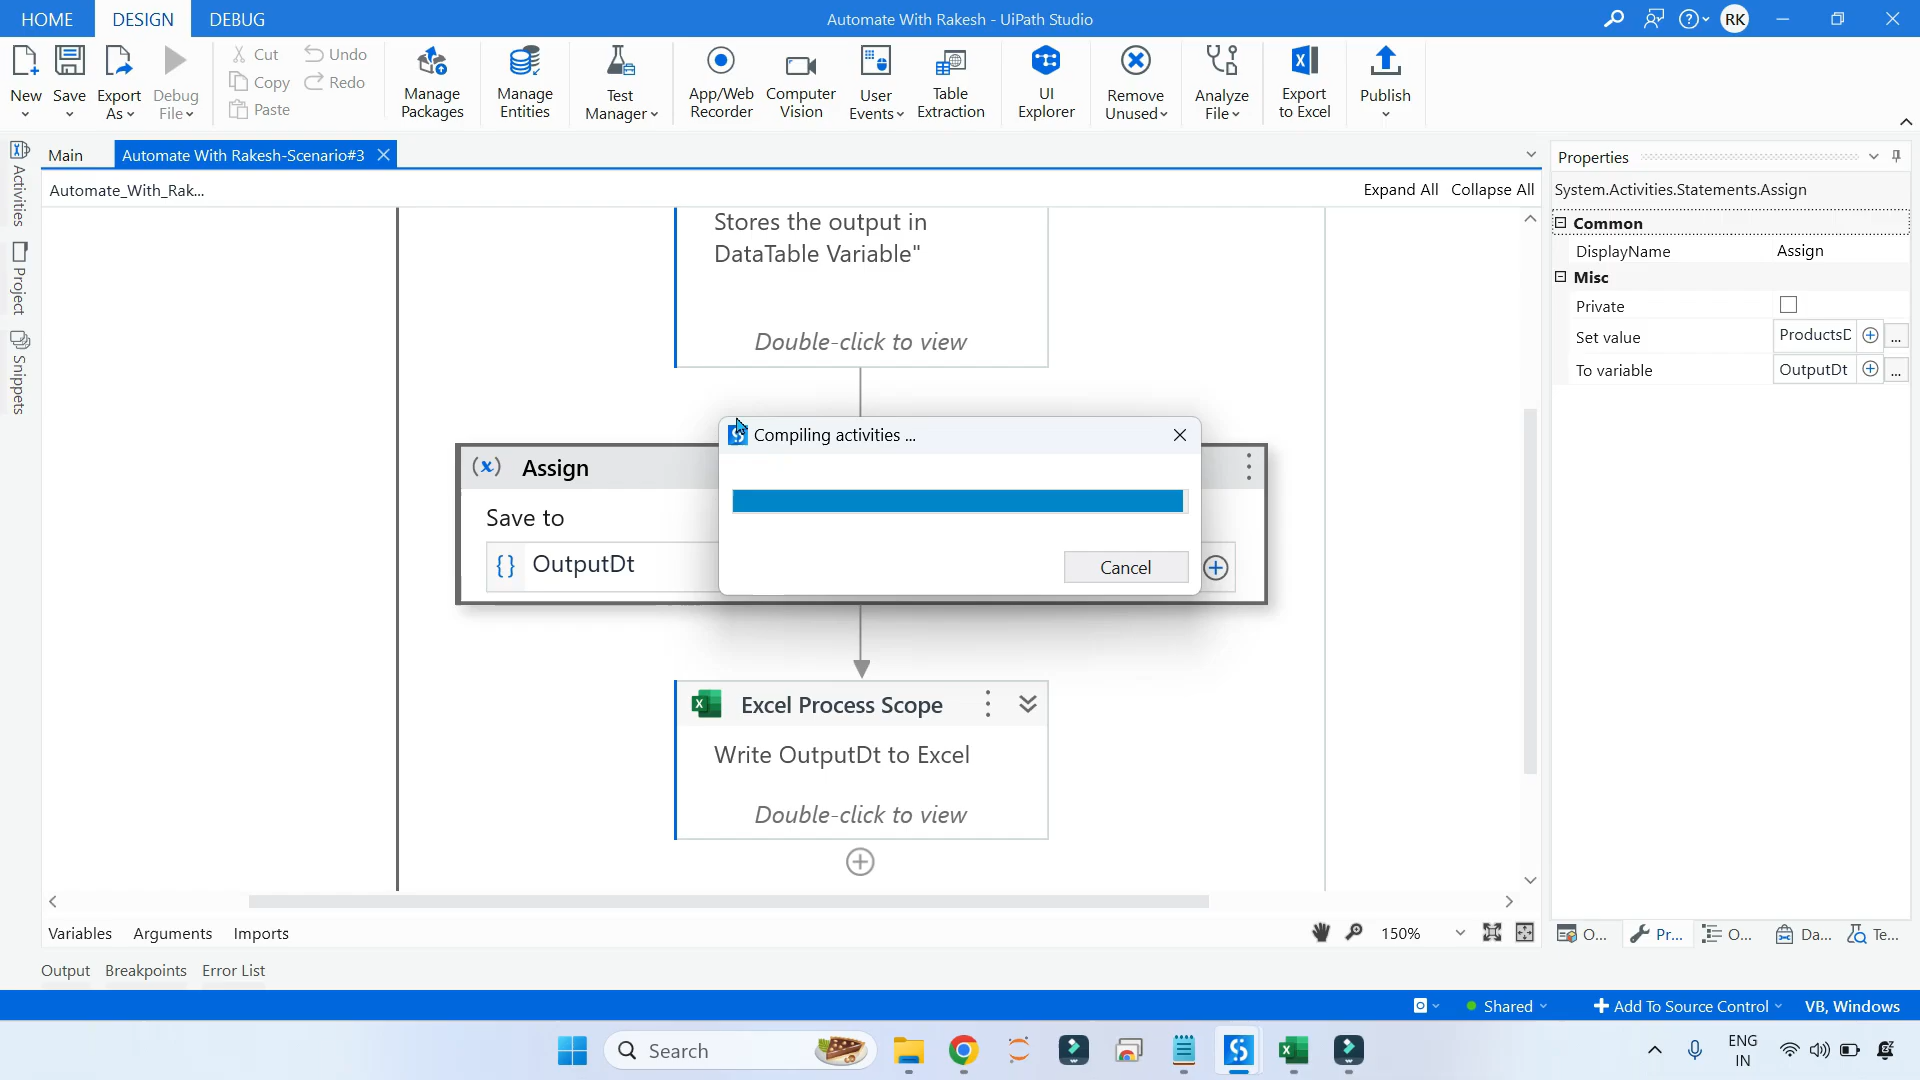 HOME DESIGN DEBUG Automate With Rakesh - UiPath Studio RK
New Save Export As Debug File Cut Copy Paste Undo Redo Manage Packages Manage Entities Test Manager App/Web Recorder Computer Vision User Events Table Extraction UI Explorer Remove Unused Analyze File Export to Excel Publish
Main Automate With Rakesh-Scenario#3
Automate_With_Rak... Expand All Collapse All
Activities
Project
Snippets
Stores the output in
DataTable Variable"
Double-click to view
Compiling activities ...
Cancel
Assign
Save to
OutputDt
Excel Process Scope
Write OutputDt to Excel
Double-click to view
Properties
System.Activities.Statements.Assign
Common
DisplayName Assign
Misc
Private
Set value ProductsD ...
To variable OutputDt ...
Variables Arguments Imports 150%
O... Pr... O... Da... Te...
Output Breakpoints Error List
Shared Add To Source Control VB, Windows
Search
ENG
IN